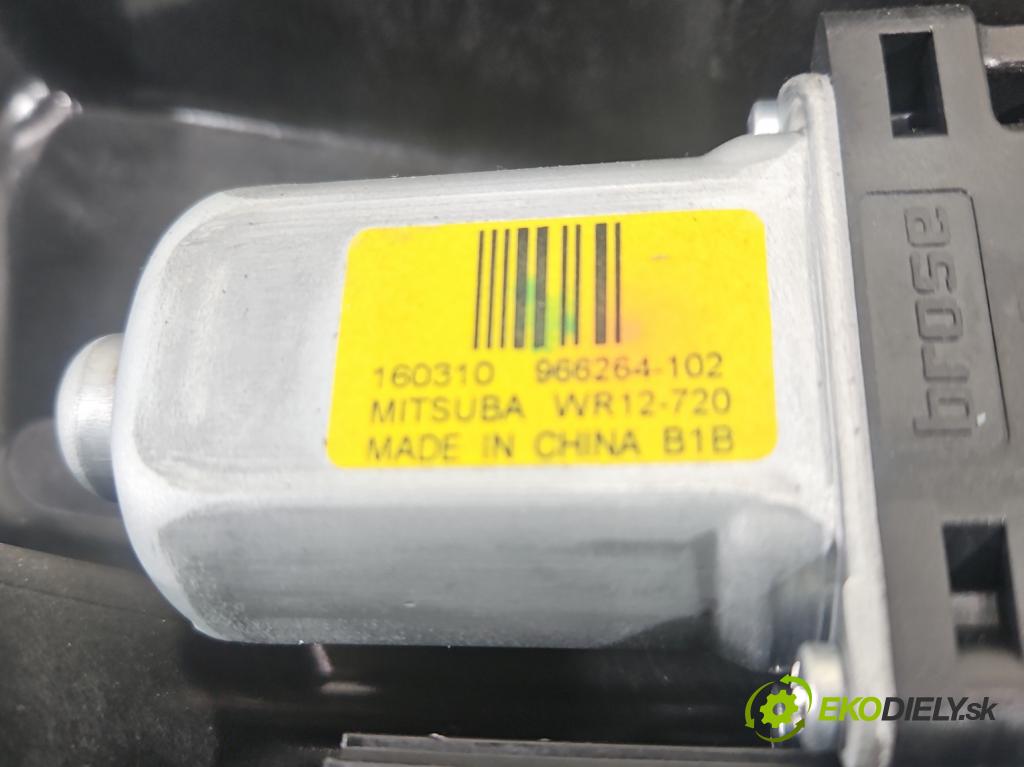 160310 966264-102
MITSUBA WR12-720
MADE IN CHINA B1B
brose
EKODIELY.sk